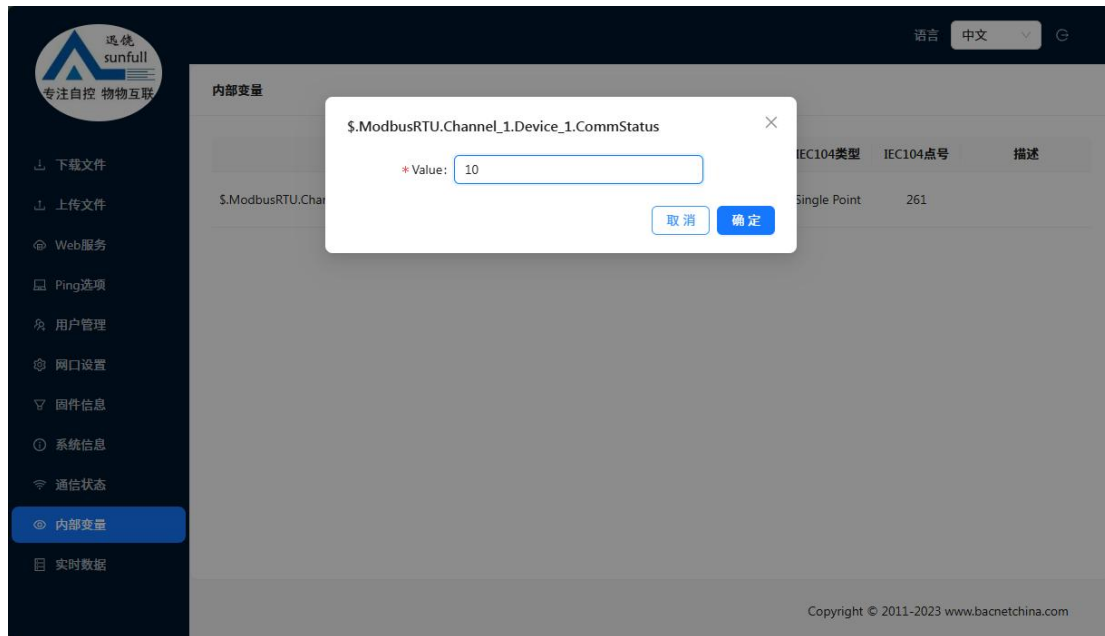 迅饶
sunfull
专注自控 物物互联
语言 中文
内部变量
$.ModbusRTU.Channel_1.Device_1.CommStatus
* Value: 10
取 消 确 定
IEC104类型 IEC104点号 描述
$.ModbusRTU.Char Single Point 261
下载文件
上传文件
Web服务
Ping选项
用户管理
网口设置
固件信息
系统信息
通信状态
内部变量
实时数据
Copyright © 2011-2023 www.bacnetchina.com